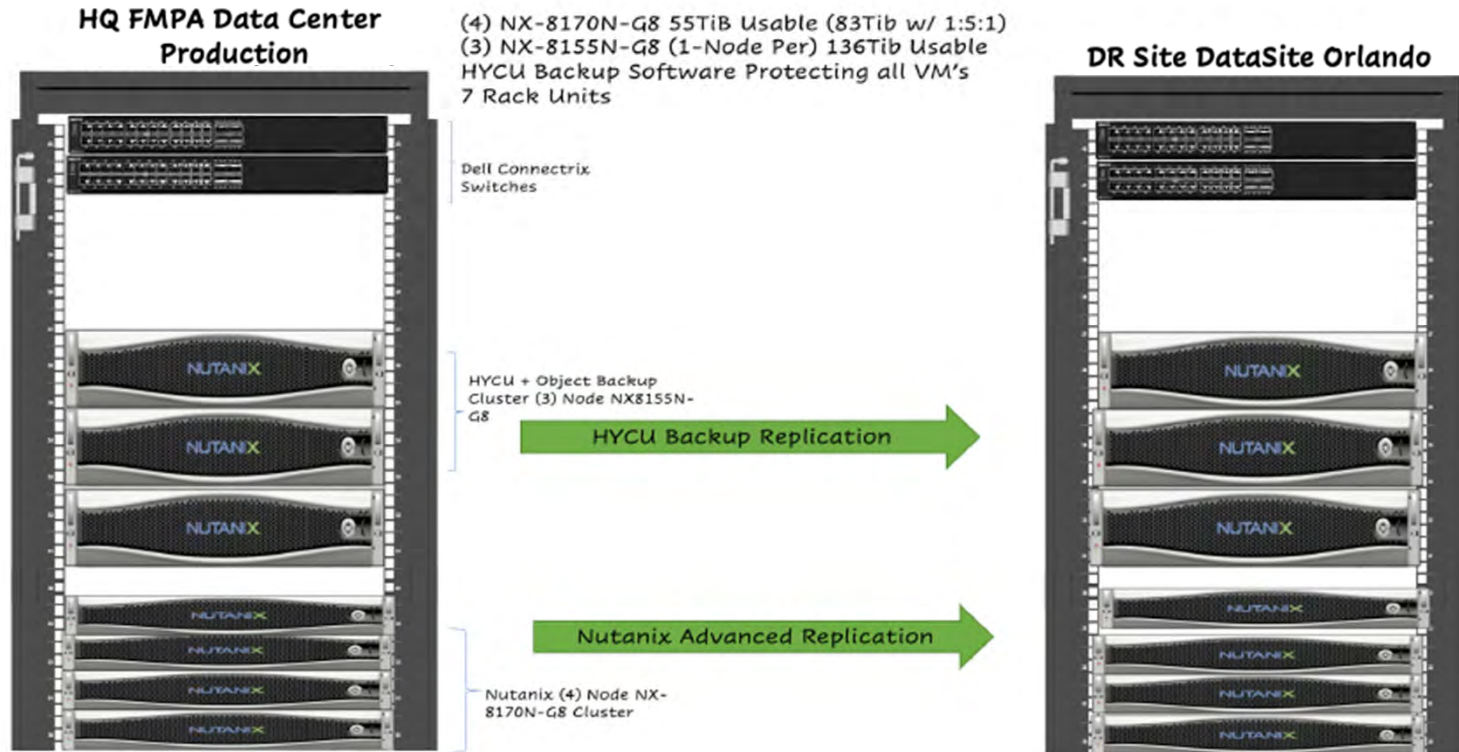 HQ FMPA Data Center
Production
(4) NX-8170N-G8 55TiB Usable (83Tib w/ 1:5:1)
(3) NX-8155N-G8 (1-Node Per) 136Tib Usable
HYCU Backup Software Protecting all VM's
7 Rack Units
DR Site DataSite Orlando
Dell Connectrix
Switches
NUTANIX
NUTANIX
NUTANIX
NUTANIX
NUTANIX
NUTANIX
NUTANIX
HYCU + Object Backup
Cluster (3) Node NX8155N-
G8
HYCU Backup Replication
Nutanix Advanced Replication
Nutanix (4) Node NX-
8170N-G8 Cluster
NUTANIX
NUTANIX
NUTANIX
NUTANIX
NUTANIX
NUTANIX
NUTANIX